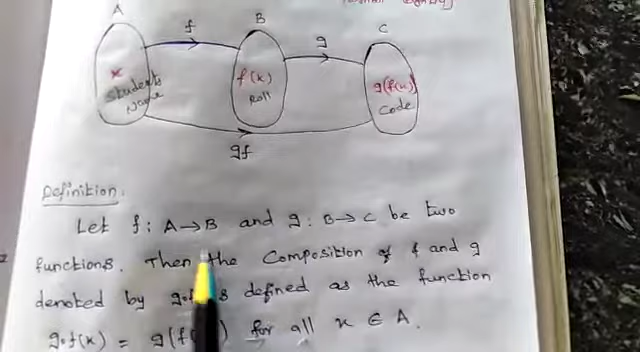 A
B
C
f
g
x
Students
Name
f(x)
Roll
g(f(x))
Code
gf
Definition:
Let f: A→B and g: B→C be two
functions. Then the Composition of f and g
denoted by defined as the function
g∘f(x) = for all x ∈ A.